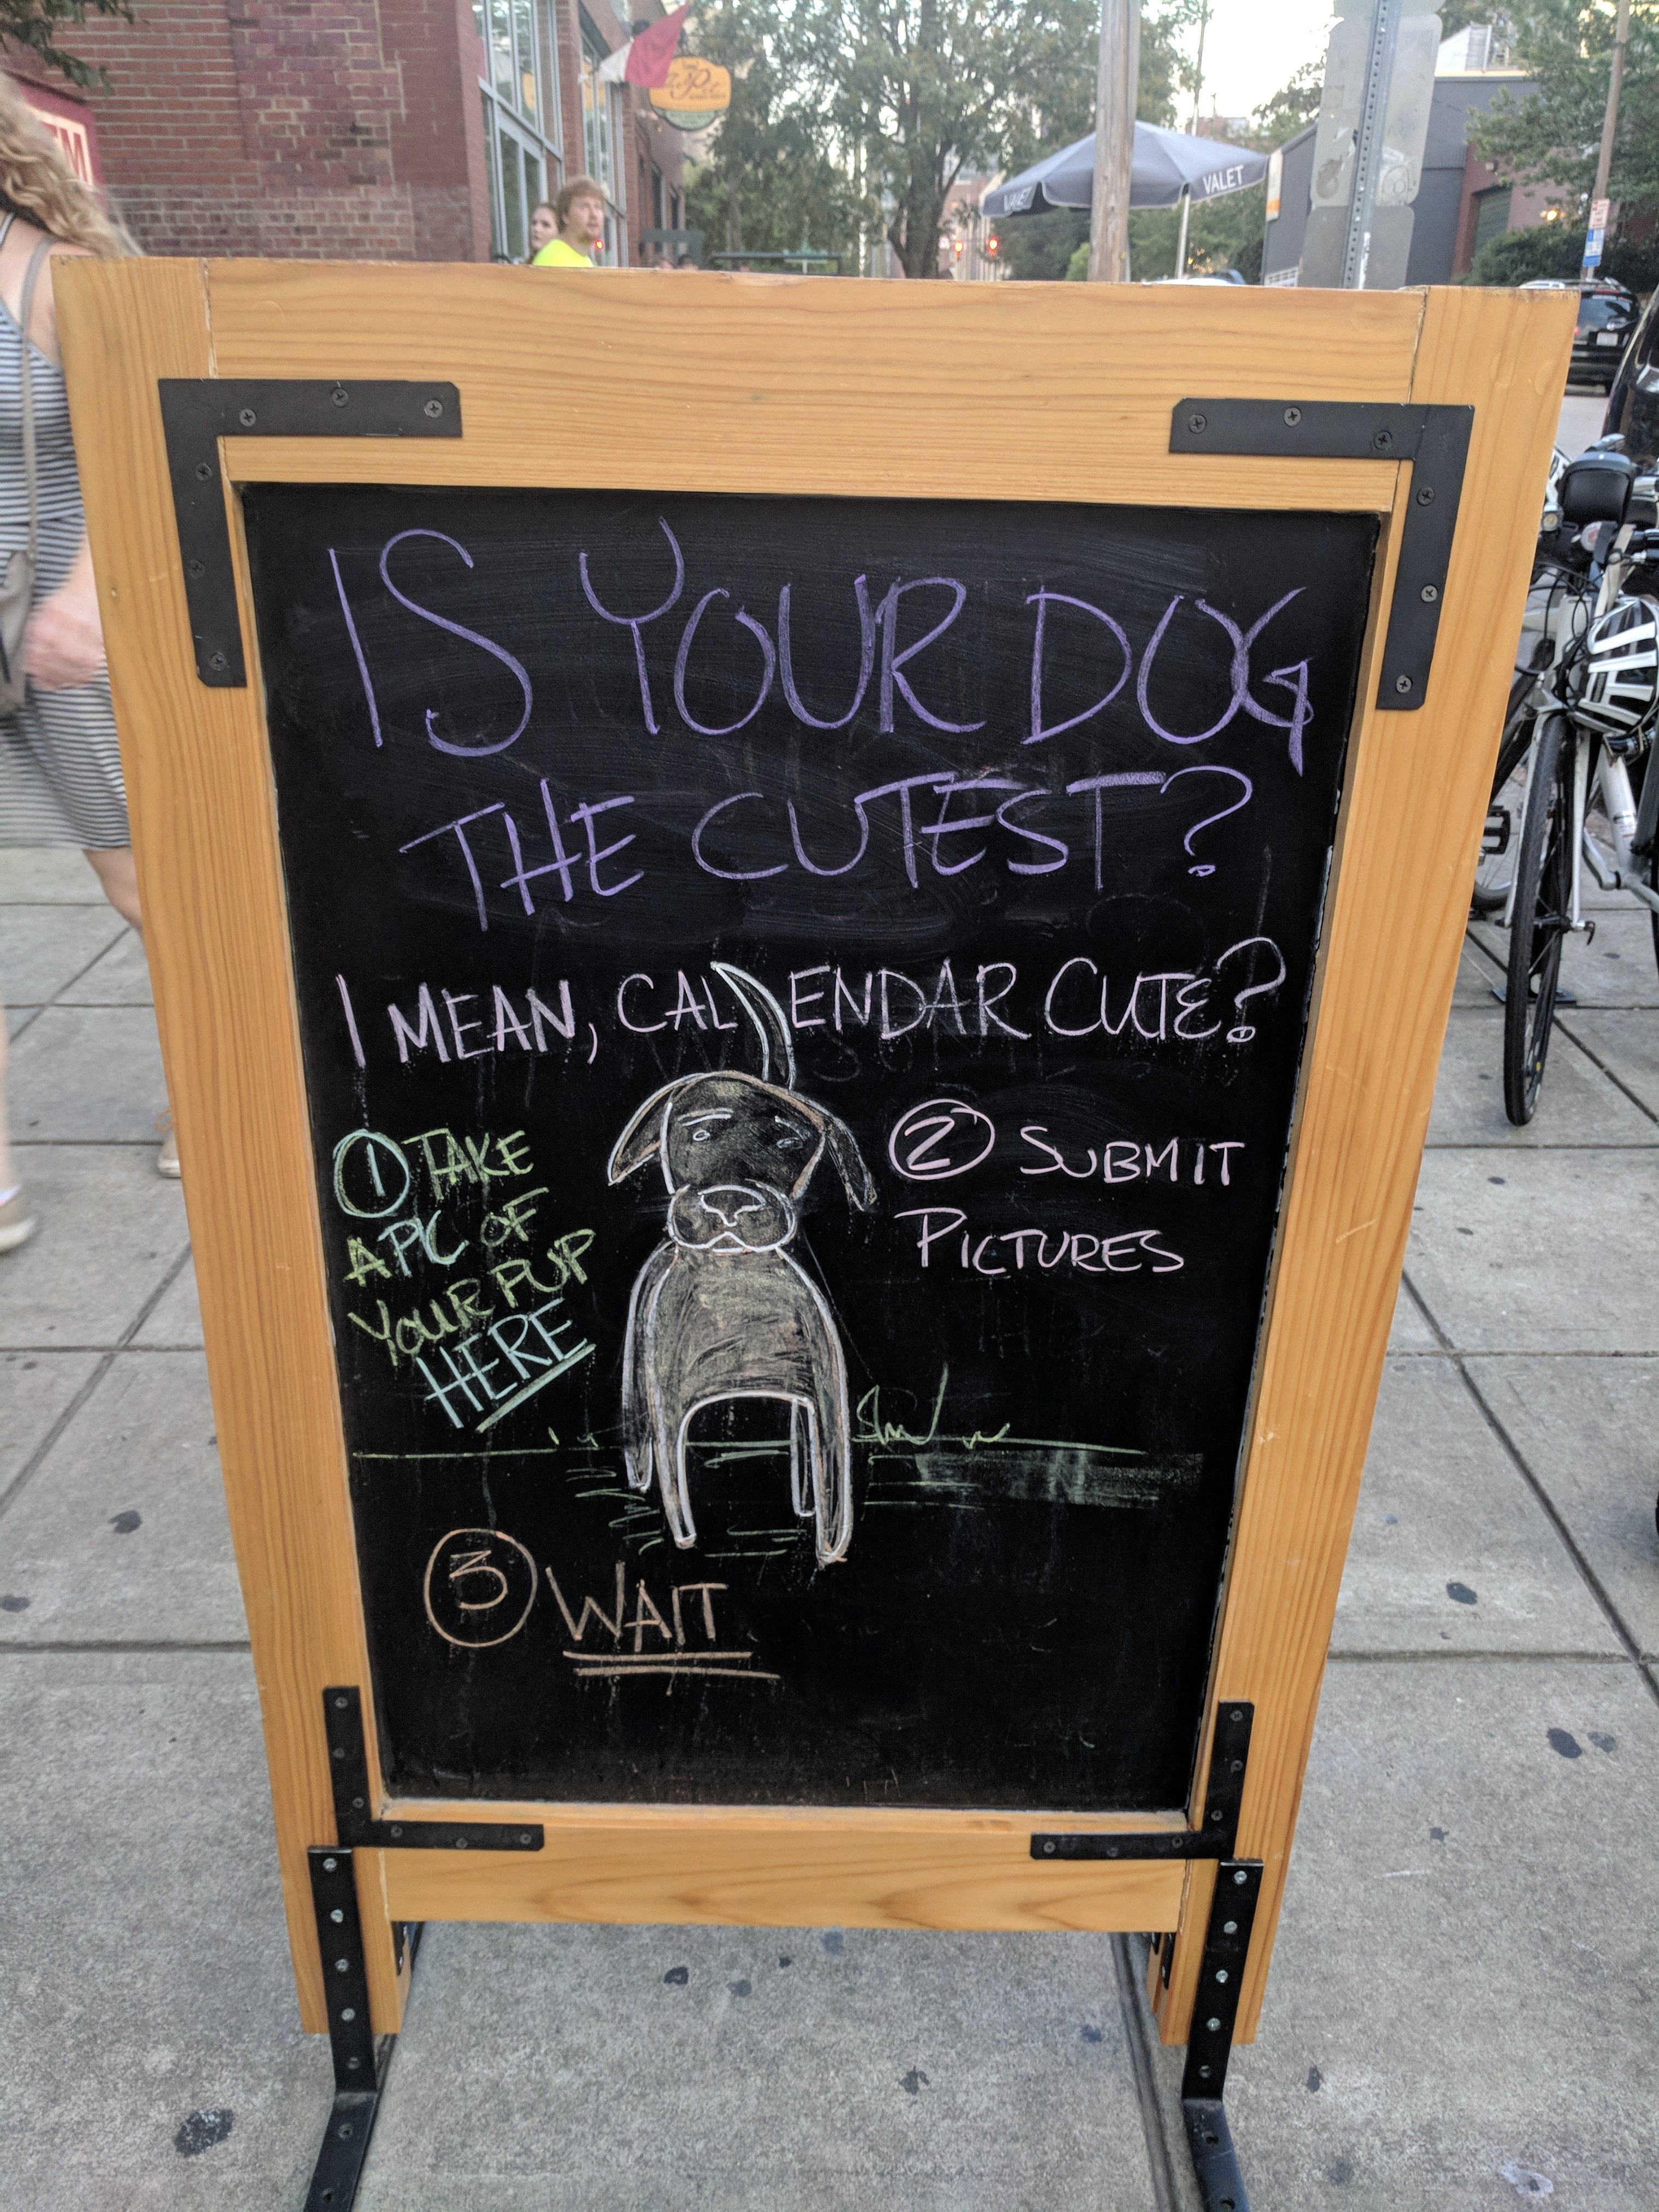 VALET
VALET
IS YOUR DOG
THE CUTEST?
I MEAN, CALENDAR CUTE?
① TAKE
A PIC OF
YOUR PUP
HERE
② SUBMIT
PICTURES
③ WAIT